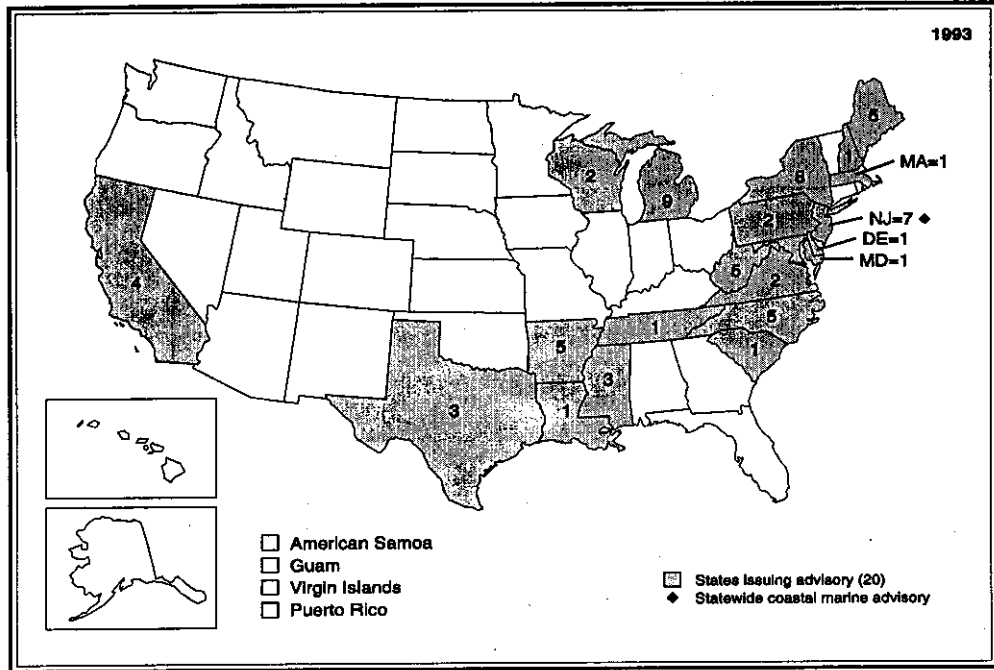 1993
5
1
MA=1
2
9
8
2
NJ=7 ◆
DE=1
MD=1
5
2
4
5
1
5
1
3
3
1
American Samoa
Guam
Virgin Islands
Puerto Rico
States issuing advisory (20)
◆ Statewide coastal marine advisory